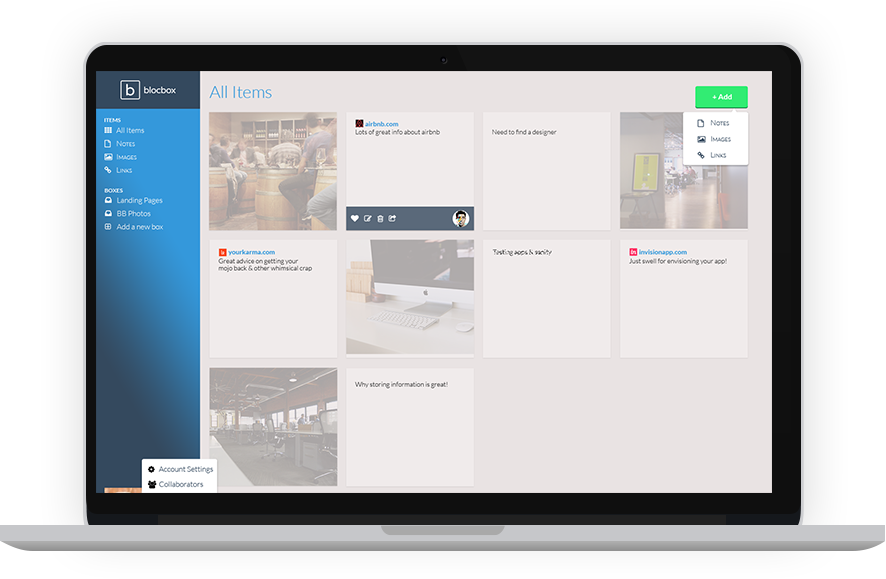 b blocbox
ITEMS
All Items
Notes
Images
Links
BOXES
Landing Pages
BB Photos
Add a new box
Account Settings
Collaborators
All Items
+ Add
Notes
Images
Links
airbnb.com
Lots of great info about airbnb
Need to find a designer
yourkarma.com
Great advice on getting your
mojo back & other whimsical crap
Testing apps & sanity
in invisionapp.com
Just swell for envisioning your app!
Why storing information is great!